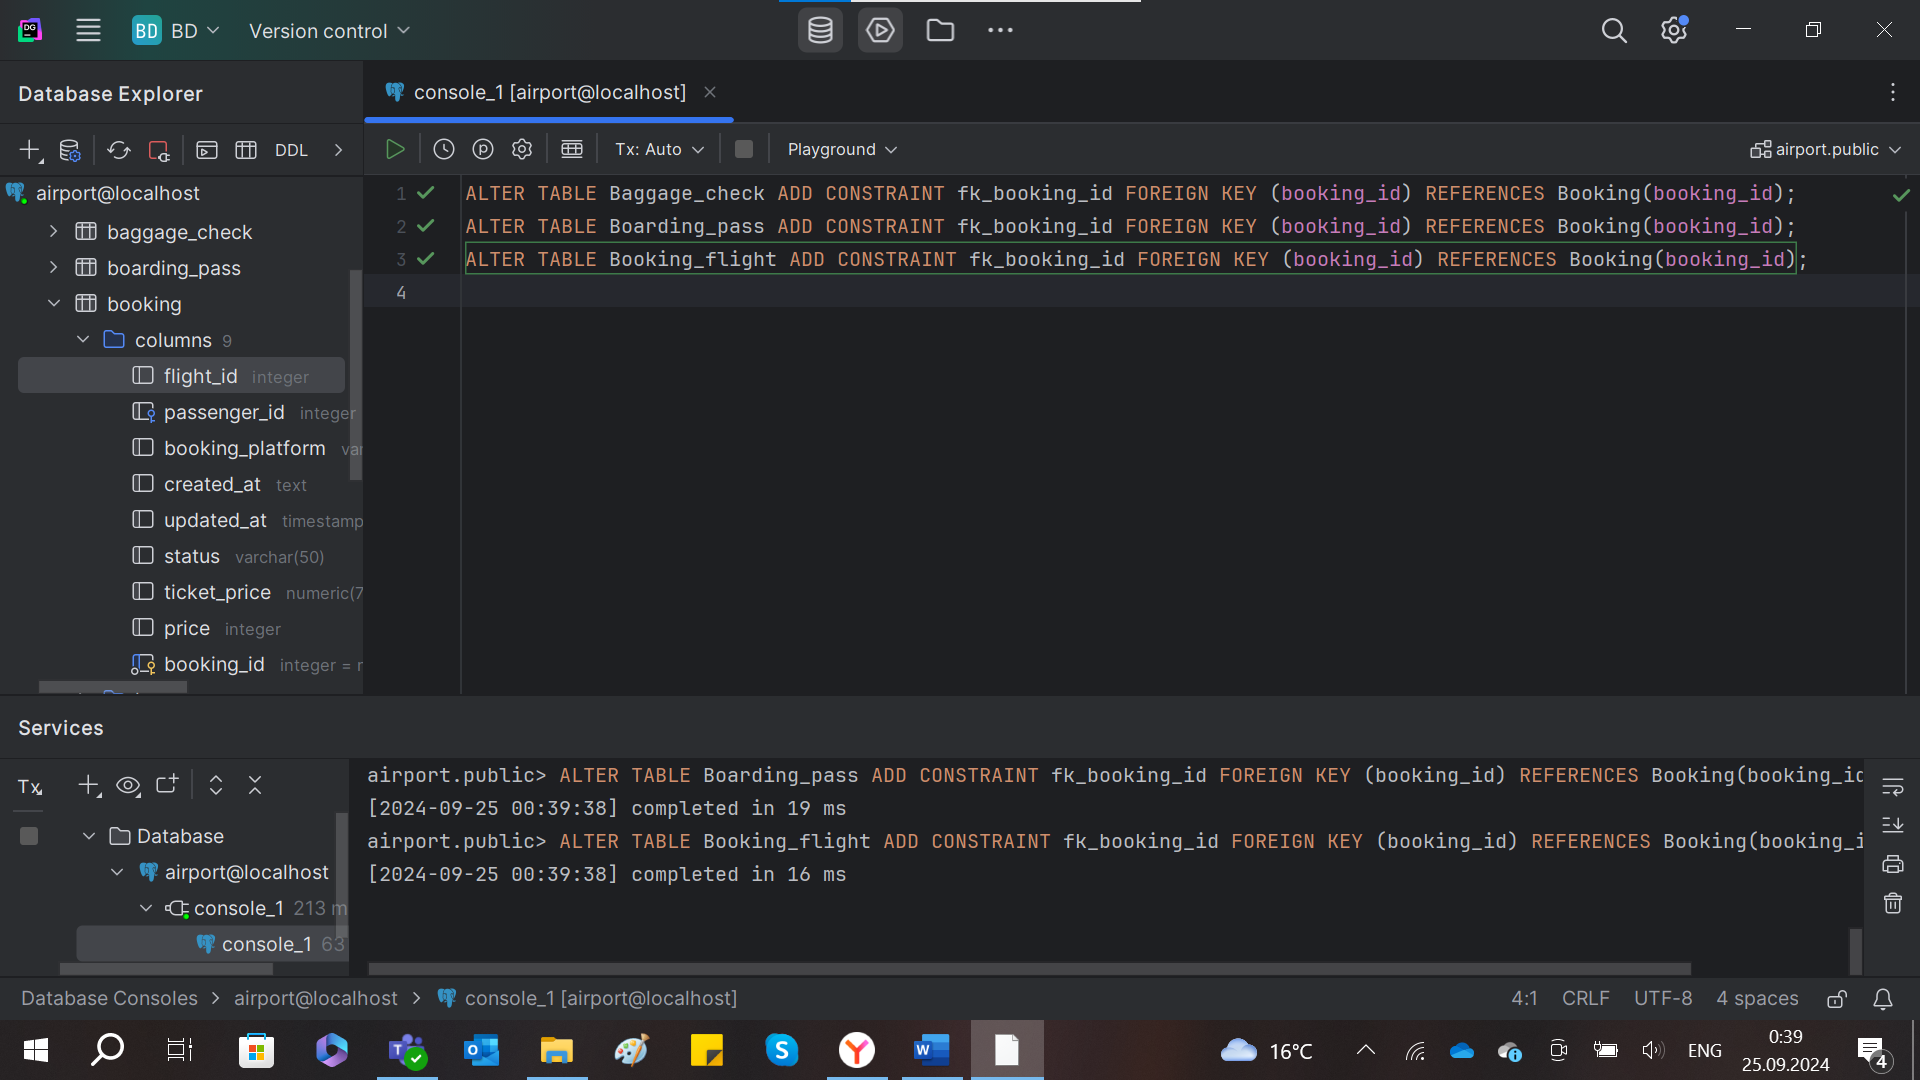 DG
BD BD
Version control
Database Explorer
console_1 [airport@localhost]
DDL
Tx: Auto
Playground
airport.public
airport@localhost
baggage_check
boarding_pass
booking
columns 9
flight_id integer
passenger_id integer
booking_platform var
created_at text
updated_at timestamp
status varchar(50)
ticket_price numeric(7
price integer
booking_id integer = n
1 ALTER TABLE Baggage_check ADD CONSTRAINT fk_booking_id FOREIGN KEY (booking_id) REFERENCES Booking(booking_id);
2 ALTER TABLE Boarding_pass ADD CONSTRAINT fk_booking_id FOREIGN KEY (booking_id) REFERENCES Booking(booking_id);
3 ALTER TABLE Booking_flight ADD CONSTRAINT fk_booking_id FOREIGN KEY (booking_id) REFERENCES Booking(booking_id);
4
Services
Tx
Database
airport@localhost
console_1 213 m
console_1 63
airport.public> ALTER TABLE Boarding_pass ADD CONSTRAINT fk_booking_id FOREIGN KEY (booking_id) REFERENCES Booking(booking_id
[2024-09-25 00:39:38] completed in 19 ms
airport.public> ALTER TABLE Booking_flight ADD CONSTRAINT fk_booking_id FOREIGN KEY (booking_id) REFERENCES Booking(booking_i
[2024-09-25 00:39:38] completed in 16 ms
Database Consoles > airport@localhost > console_1 [airport@localhost]
4:1 CRLF UTF-8 4 spaces
16°C
ENG
0:39
25.09.2024
4